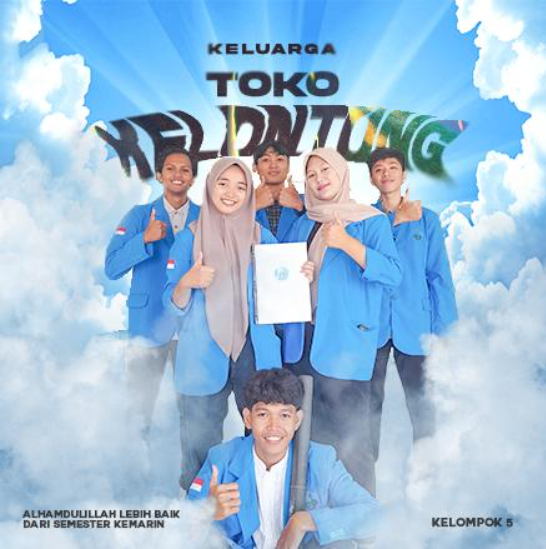 KELUARGA
TOKO
KELONTONG
ALHAMDULILLAH LEBIH BAIK
DARI SEMESTER KEMARIN
KELOMPOK 5